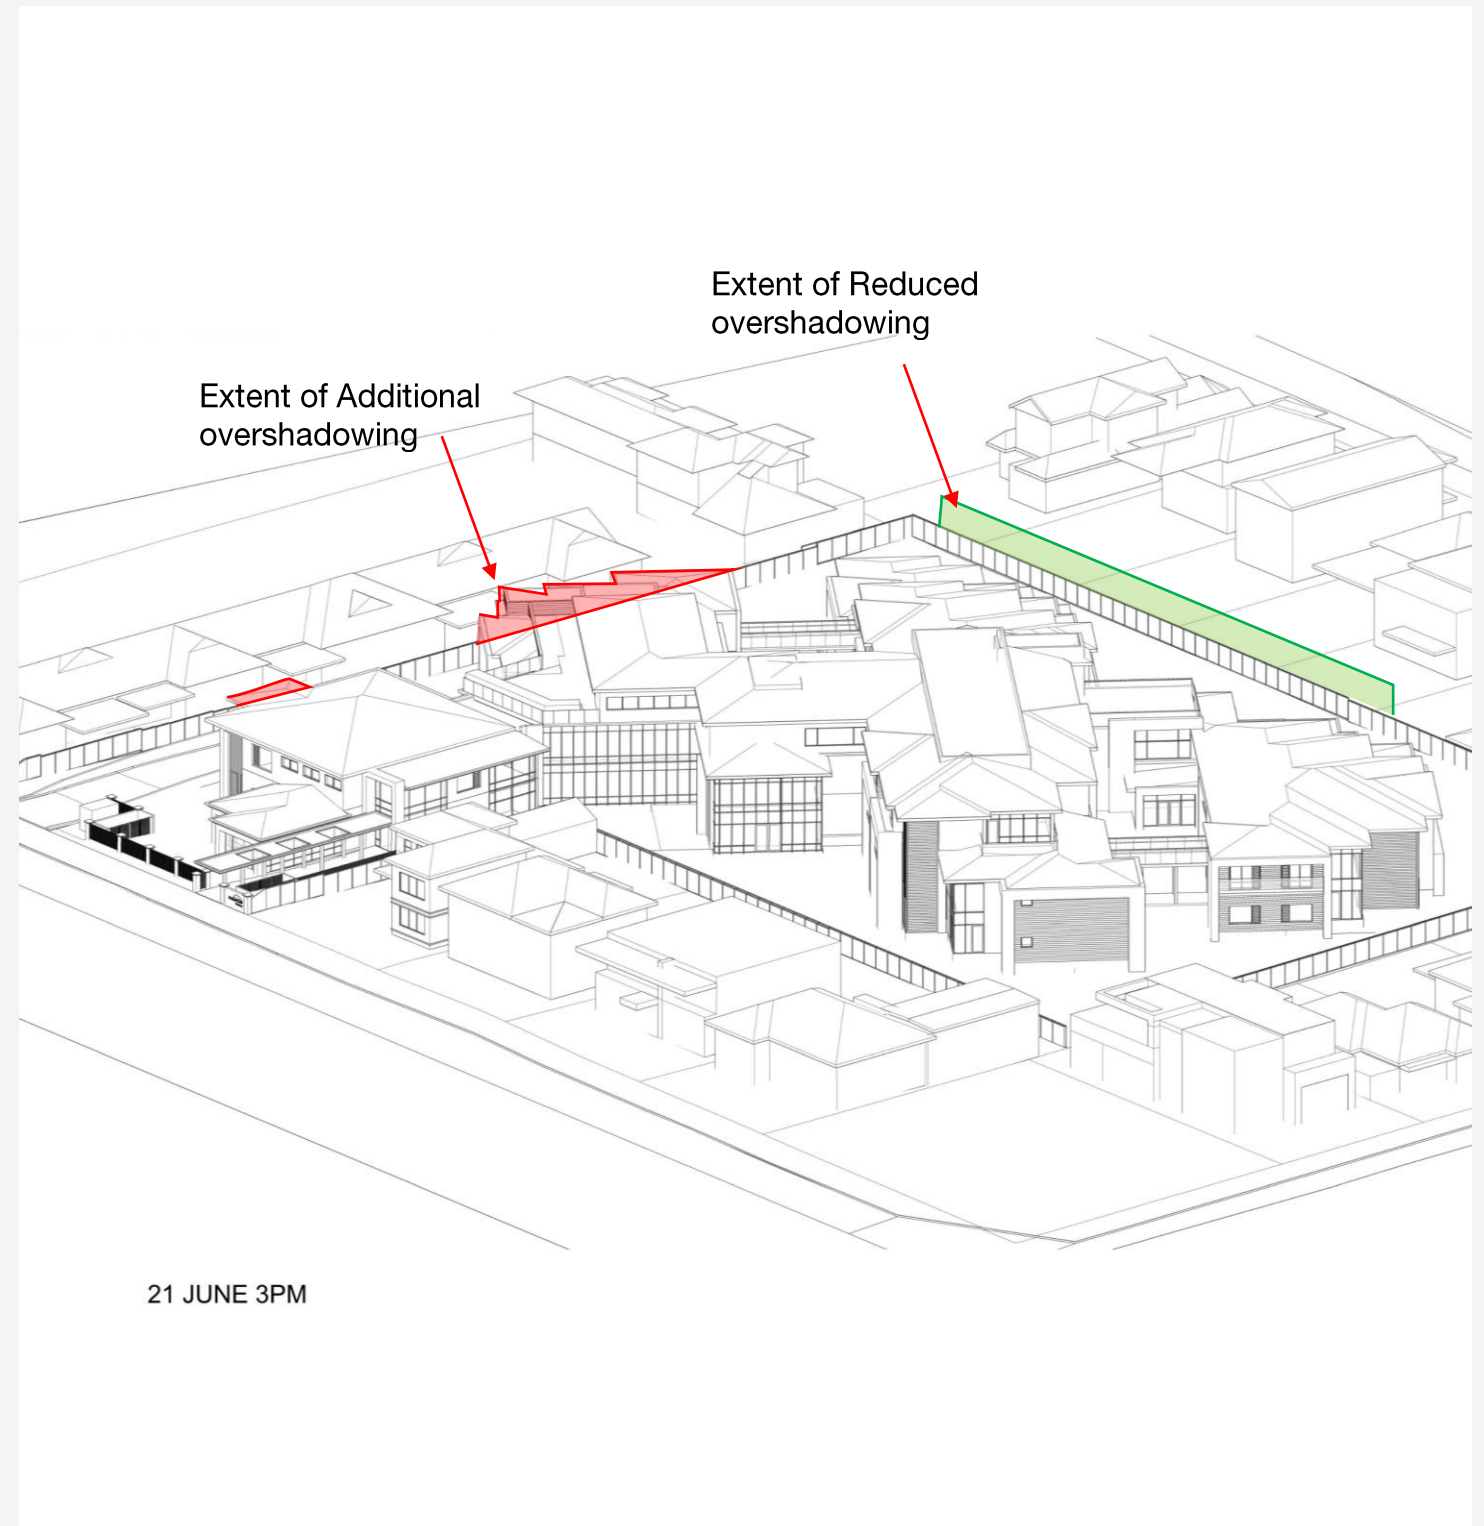 Extent of Reduced
overshadowing
Extent of Additional
overshadowing
21 JUNE 3PM